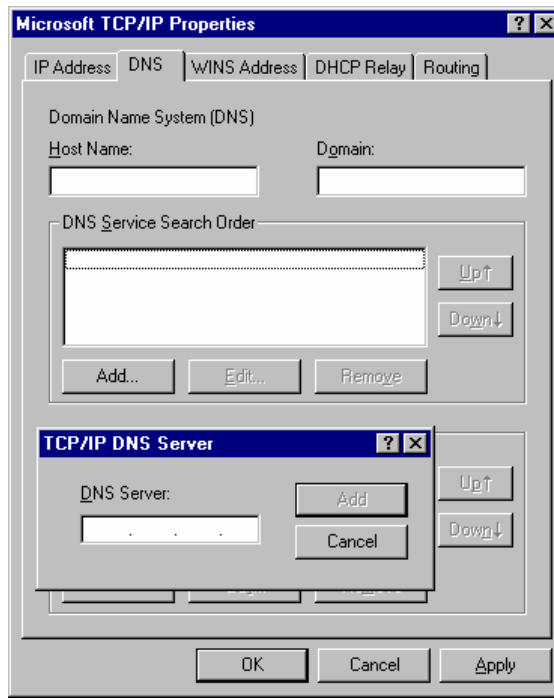 Microsoft TCP/IP Properties
IP Address DNS WINS Address DHCP Relay Routing
Domain Name System (DNS)
Host Name: Domain:
DNS Service Search Order
Up↑
Down↓
Add... Edit... Remove
TCP/IP DNS Server
DNS Server:
. . .
Add
Cancel
Up↑
Down↓
OK Cancel Apply